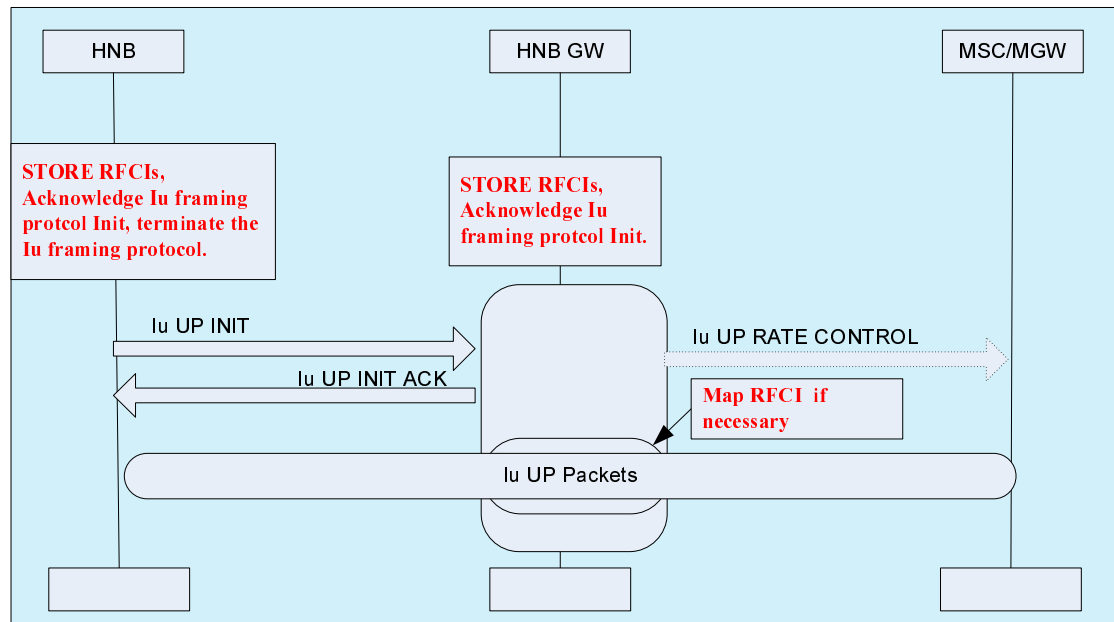 HNB
HNB GW
MSC/MGW
STORE RFCIs,
Acknowledge Iu framing
protcol Init, terminate the
Iu framing protocol.
STORE RFCIs,
Acknowledge Iu
framing protcol Init.
Iu UP INIT
Iu UP RATE CONTROL
Iu UP INIT ACK
Map RFCI if
necessary
Iu UP Packets